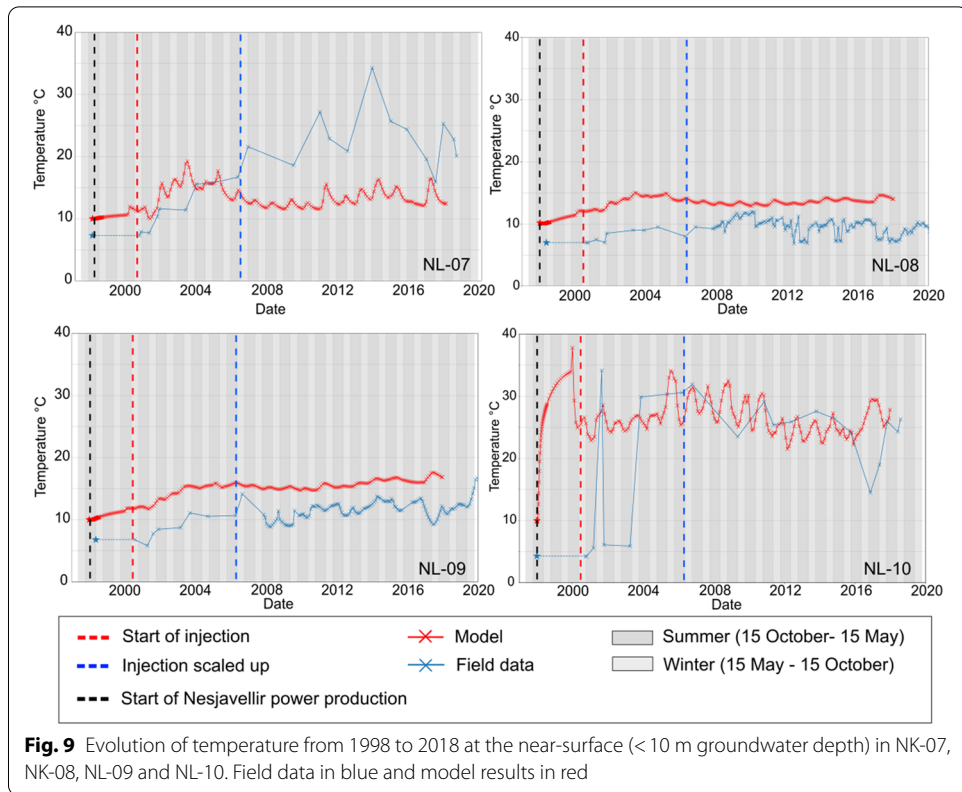 40
30
20
10
0
Temperature °C
2000 2004 2008 2012 2016 2020
Date
NL-07
40
30
20
10
0
Temperature °C
2000 2004 2008 2012 2016 2020
Date
NL-08
40
30
20
10
0
Temperature °C
2000 2004 2008 2012 2016 2020
Date
NL-09
40
30
20
10
0
Temperature °C
2000 2004 2008 2012 2016 2020
Date
NL-10
Start of injection
Model
Summer (15 October- 15 May)
Injection scaled up
Field data
Winter (15 May - 15 October)
Start of Nesjavellir power production
Fig. 9 Evolution of temperature from 1998 to 2018 at the near-surface (< 10 m groundwater depth) in NK-07,
NK-08, NL-09 and NL-10. Field data in blue and model results in red